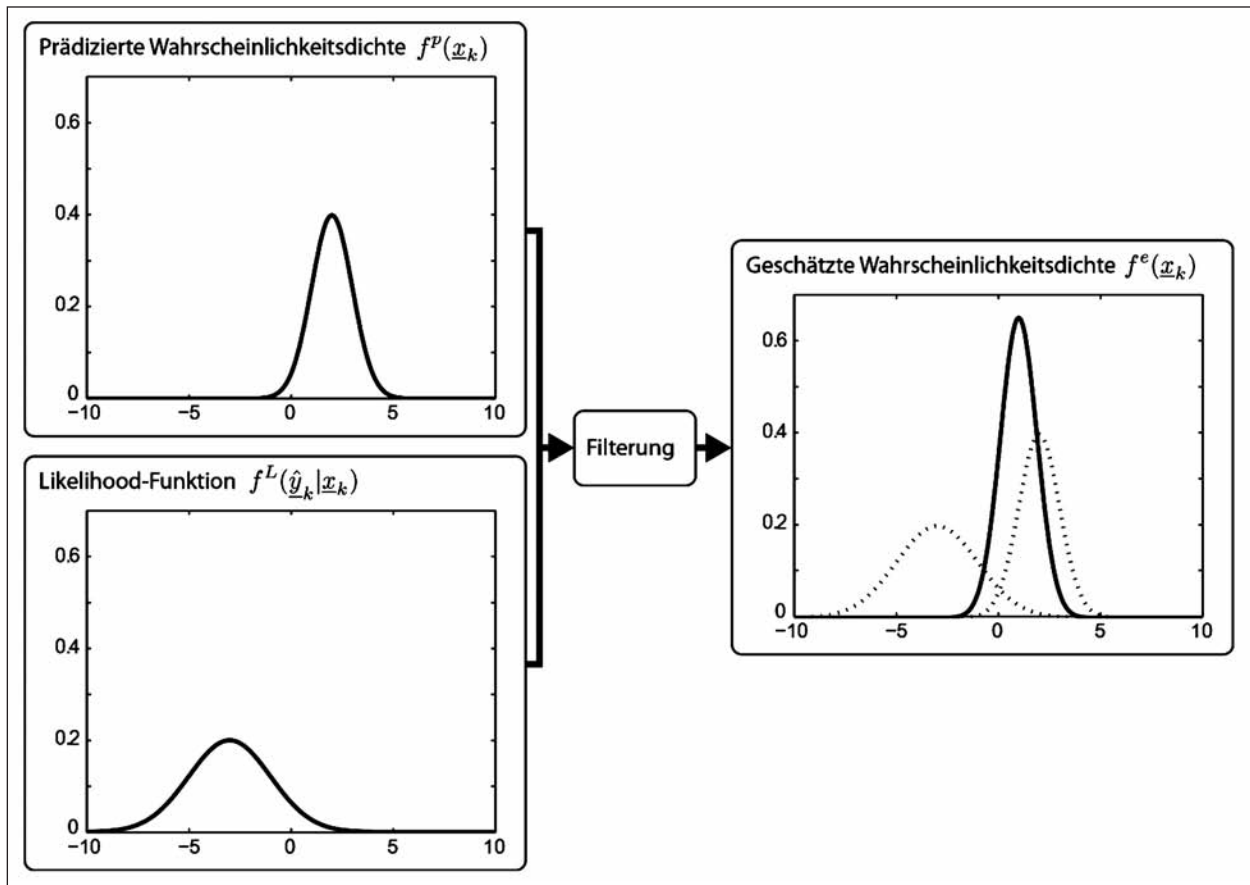 Prädizierte Wahrscheinlichkeitsdichte f^p(x_k)
0.6
0.4
0.2
0
−10 −5 0 5 10
Likelihood-Funktion f^L(ŷ_k|x_k)
0.6
0.4
0.2
0
−10 −5 0 5 10
Filterung
Geschätzte Wahrscheinlichkeitsdichte f^e(x_k)
0.6
0.4
0.2
0
−10 −5 0 5 10